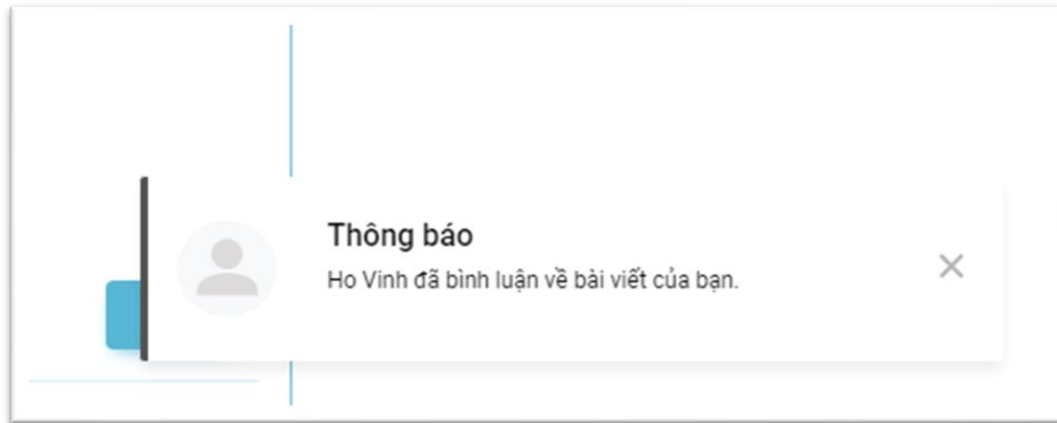 Thông báo
Ho Vinh đã bình luận về bài viết của bạn.